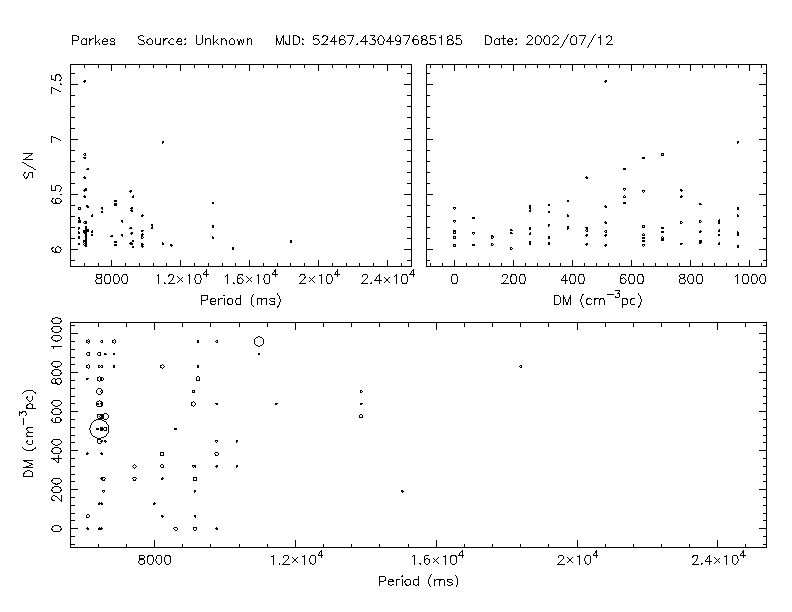 Parkes Source: Unknown MJD: 52467.430497685185 Date: 2002/07/12
7.5
7
6.5
6
S/N
8000 1.2×10⁴ 1.6×10⁴ 2×10⁴ 2.4×10⁴
Period (ms)
0 200 400 600 800 1000
DM (cm⁻³pc)
1000
800
600
400
200
0
DM (cm⁻³pc)
8000 1.2×10⁴ 1.6×10⁴ 2×10⁴ 2.4×10⁴
Period (ms)